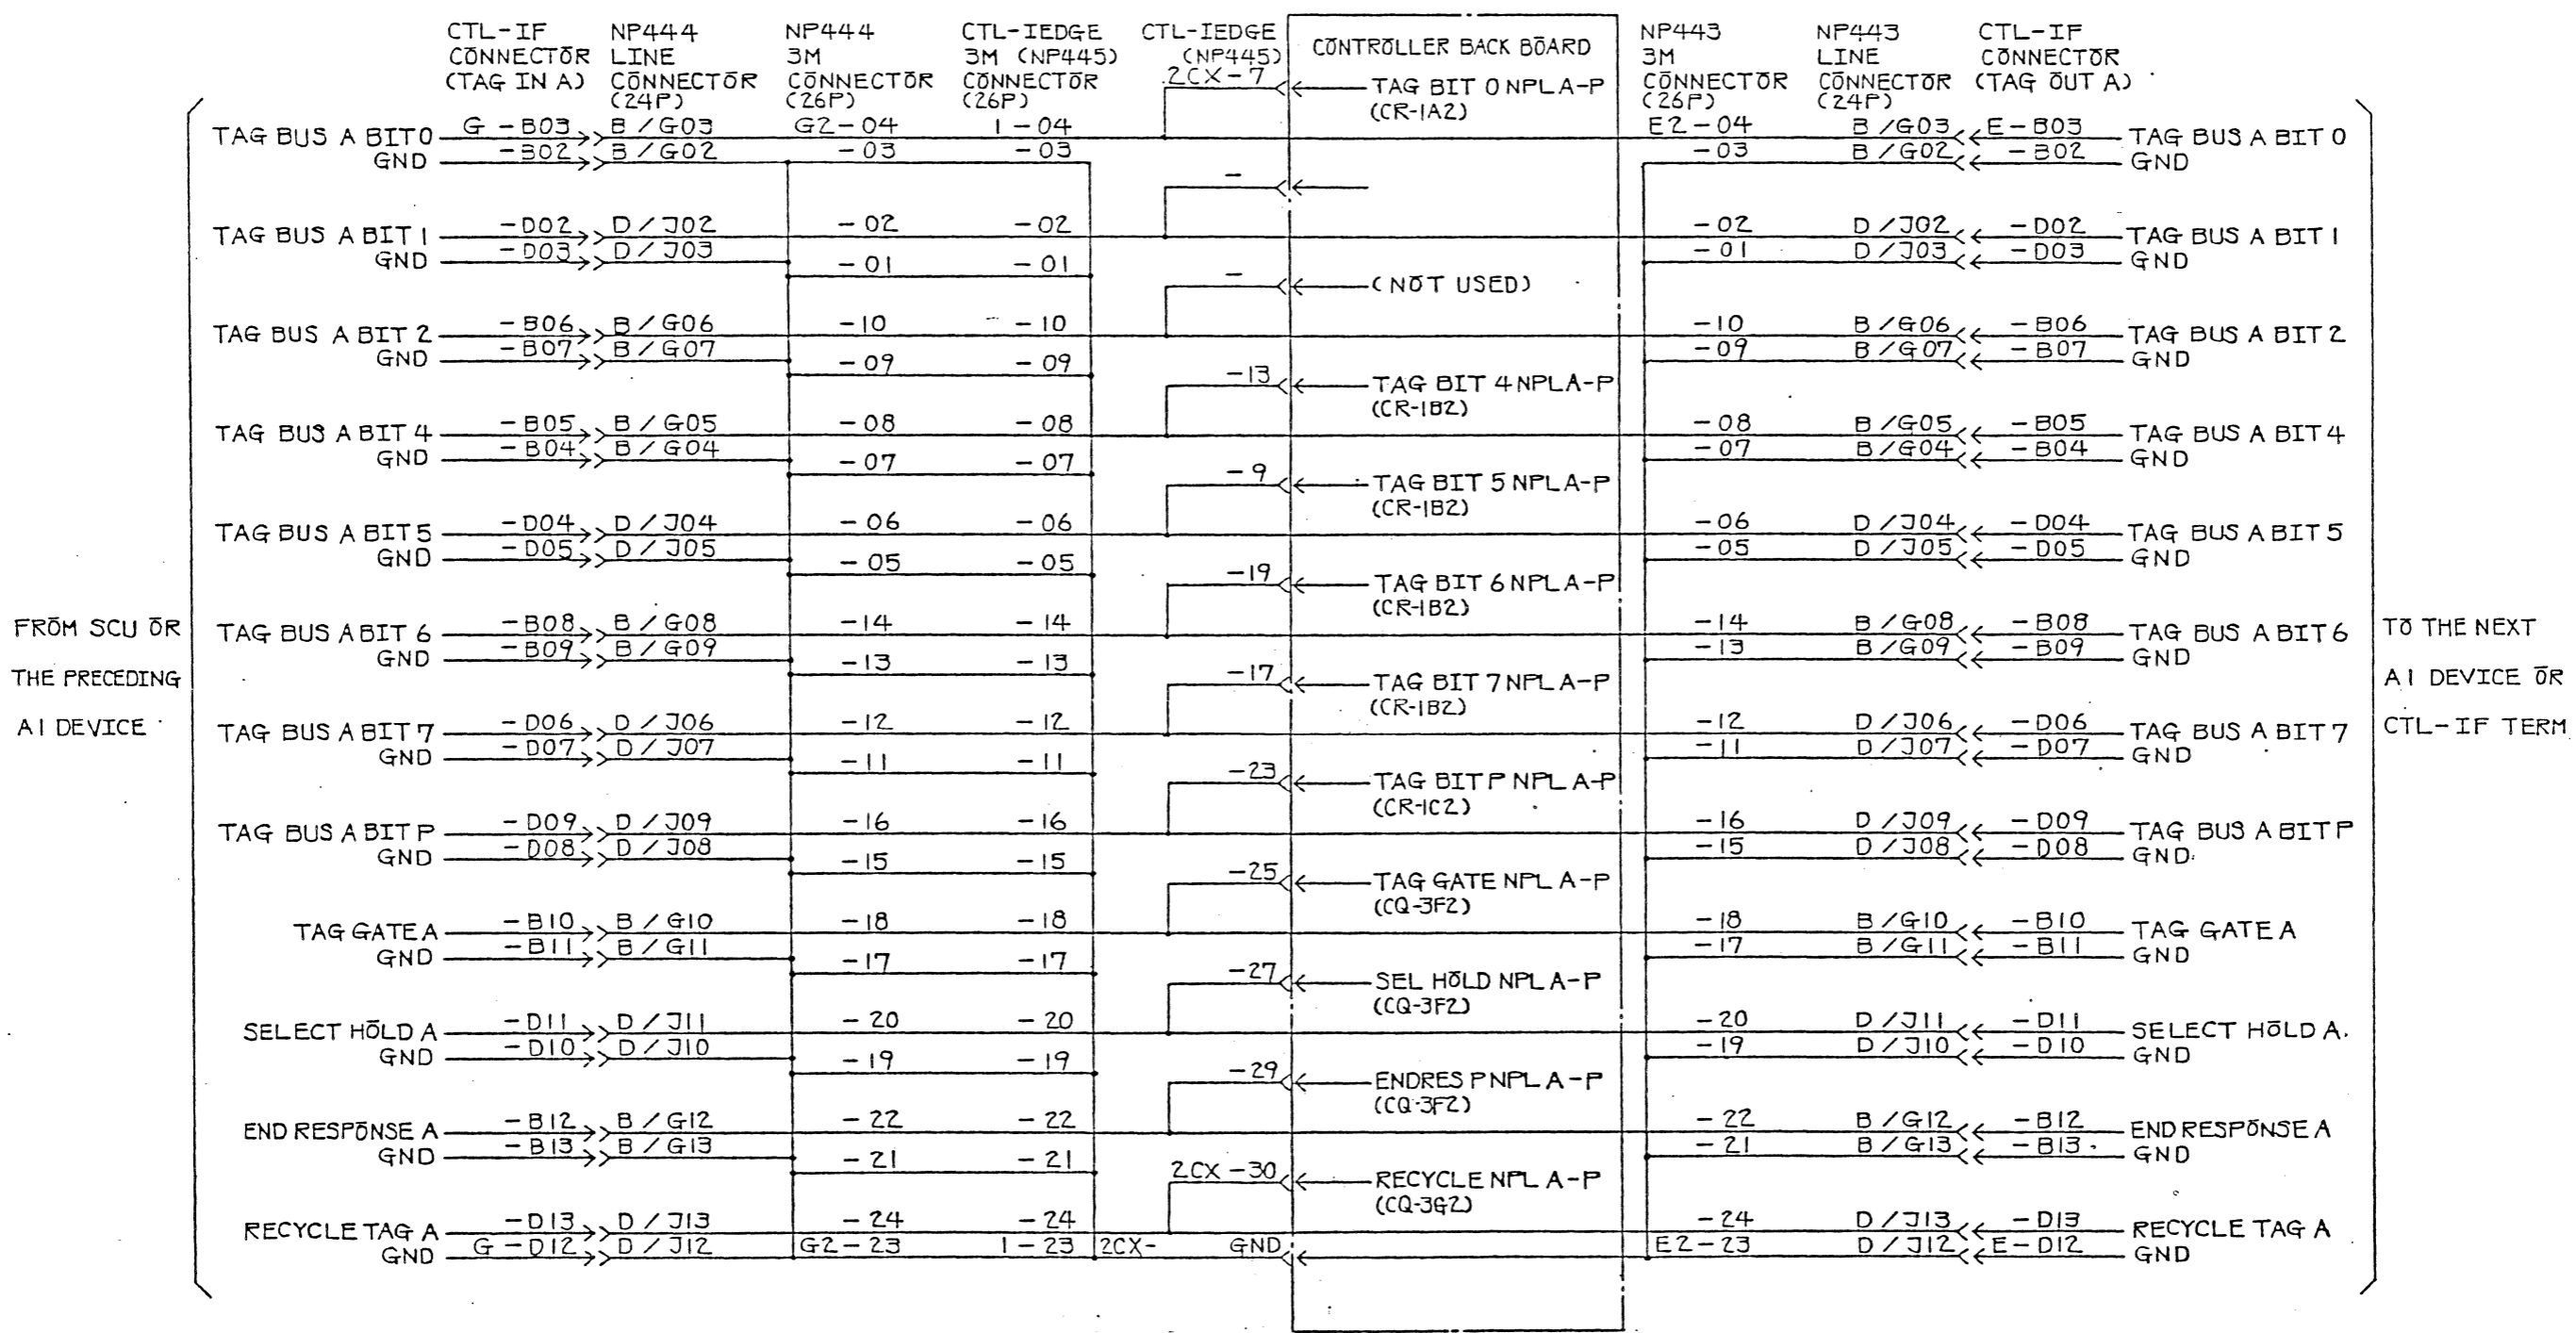 CTL-IF CONNECTOR (TAG IN A) NP444 LINE CONNECTOR (24P) NP444 3M CONNECTOR (26P) CTL-IEDGE 3M (NP445) CONNECTOR (26P) CTL-IEDGE (NP445) CONTROLLER BACK BOARD NP443 3M CONNECTOR (26P) NP443 LINE CONNECTOR (24P) CTL-IF CONNECTOR (TAG OUT A)
2CX-7 TAG BIT 0 NPLA-P
(CR-1A2)
TAG BUS A BIT 0 G-B03 B/G03 G2-04 1-04 E2-04 B/G03 E-B03 TAG BUS A BIT 0
GND -B02 B/G02 -03 -03 -03 B/G02 -B02 GND
-
TAG BUS A BIT 1 -D02 D/J02 -02 -02 -02 D/J02 -D02 TAG BUS A BIT 1
GND -D03 D/J03 -01 -01 -01 D/J03 -D03 GND
- (NOT USED)
TAG BUS A BIT 2 -B06 B/G06 -10 -10 -10 B/G06 -B06 TAG BUS A BIT 2
GND -B07 B/G07 -09 -09 -09 B/G07 -B07 GND
-13 TAG BIT 4 NPLA-P
(CR-1B2)
TAG BUS A BIT 4 -B05 B/G05 -08 -08 -08 B/G05 -B05 TAG BUS A BIT 4
GND -B04 B/G04 -07 -07 -07 B/G04 -B04 GND
-9 TAG BIT 5 NPLA-P
(CR-1B2)
TAG BUS A BIT 5 -D04 D/J04 -06 -06 -06 D/J04 -D04 TAG BUS A BIT 5
GND -D05 D/J05 -05 -05 -05 D/J05 -D05 GND
-19 TAG BIT 6 NPLA-P
(CR-1B2)
FROM SCU OR
THE PRECEDING
A1 DEVICE
TAG BUS A BIT 6 -B08 B/G08 -14 -14 -14 B/G08 -B08 TAG BUS A BIT 6
GND -B09 B/G09 -13 -13 -13 B/G09 -B09 GND
TO THE NEXT
A1 DEVICE OR
CTL-IF TERM
-17 TAG BIT 7 NPLA-P
(CR-1B2)
TAG BUS A BIT 7 -D06 D/J06 -12 -12 -12 D/J06 -D06 TAG BUS A BIT 7
GND -D07 D/J07 -11 -11 -11 D/J07 -D07 GND
-23 TAG BIT P NPL A-P
(CR-1C2)
TAG BUS A BIT P -D09 D/J09 -16 -16 -16 D/J09 -D09 TAG BUS A BIT P
GND -D08 D/J08 -15 -15 -15 D/J08 -D08 GND
-25 TAG GATE NPL A-P
(CQ-3F2)
TAG GATE A -B10 B/G10 -18 -18 -18 B/G10 -B10 TAG GATE A
GND -B11 B/G11 -17 -17 -17 B/G11 -B11 GND
-27 SEL HOLD NPL A-P
(CQ-3F2)
SELECT HOLD A -D11 D/J11 -20 -20 -20 D/J11 -D11 SELECT HOLD A
GND -D10 D/J10 -19 -19 -19 D/J10 -D10 GND
-29 ENDRES P NPL A-P
(CQ-3F2)
END RESPONSE A -B12 B/G12 -22 -22 -22 B/G12 -B12 END RESPONSE A
GND -B13 B/G13 -21 -21 -21 B/G13 -B13 GND
2CX-30 RECYCLE NPL A-P
(CQ-3G2)
RECYCLE TAG A -D13 D/J13 -24 -24 -24 D/J13 -D13 RECYCLE TAG A
GND G-D12 D/J12 G2-23 1-23 2CX- GND E2-23 D/J12 E-D12 GND